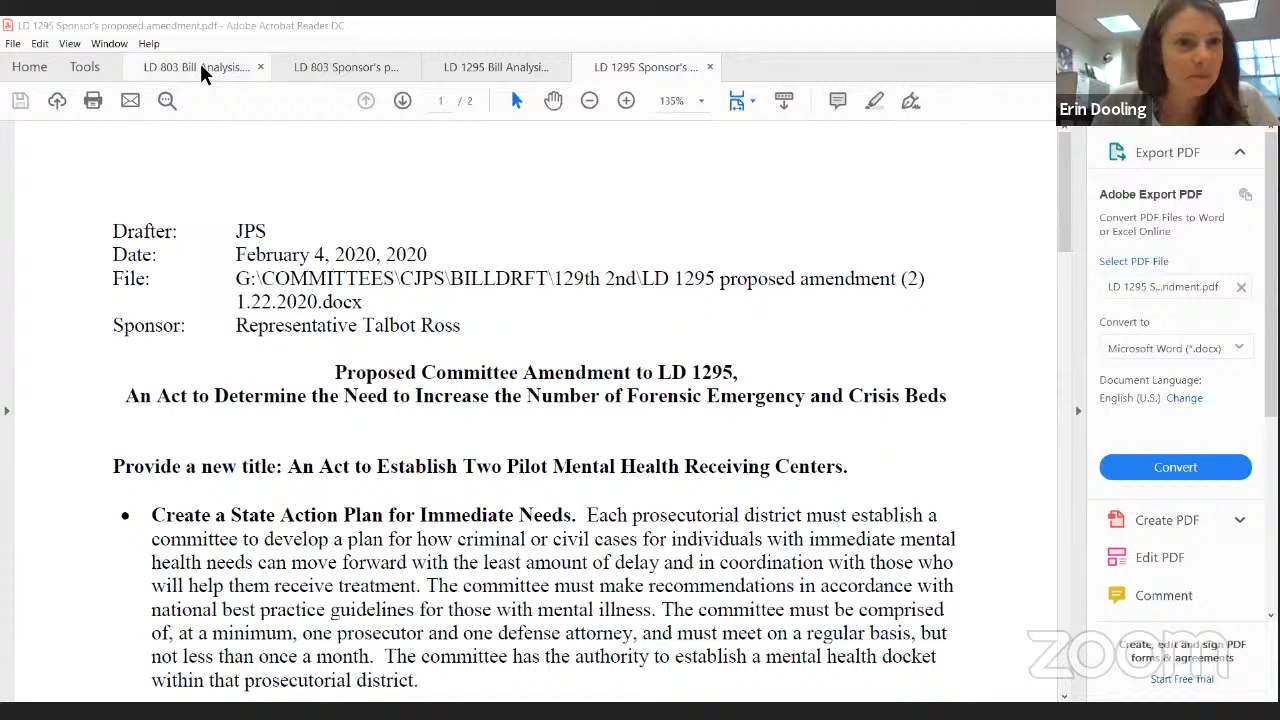 LD 1295 Sponsor's proposed amendment.pdf - Adobe Acrobat Reader DC
File Edit View Window Help
Home Tools LD 803 Bill Analysis.... × LD 803 Sponsor's p... LD 1295 Bill Analysi... LD 1295 Sponsor's ... ×
1 / 2 135%
Erin Dooling
Drafter: JPS
Date: February 4, 2020, 2020
File: G:\COMMITTEES\CJPS\BILLDRFT\129th 2nd\LD 1295 proposed amendment (2)
1.22.2020.docx
Sponsor: Representative Talbot Ross
Proposed Committee Amendment to LD 1295,
An Act to Determine the Need to Increase the Number of Forensic Emergency and Crisis Beds
Provide a new title: An Act to Establish Two Pilot Mental Health Receiving Centers.
• Create a State Action Plan for Immediate Needs. Each prosecutorial district must establish a
committee to develop a plan for how criminal or civil cases for individuals with immediate mental
health needs can move forward with the least amount of delay and in coordination with those who
will help them receive treatment. The committee must make recommendations in accordance with
national best practice guidelines for those with mental illness. The committee must be comprised
of, at a minimum, one prosecutor and one defense attorney, and must meet on a regular basis, but
not less than once a month. The committee has the authority to establish a mental health docket
within that prosecutorial district.
Export PDF
Adobe Export PDF
Convert PDF Files to Word
or Excel Online
Select PDF File
LD 1295 S...ndment.pdf ×
Convert to
Microsoft Word (*.docx)
Document Language:
English (U.S.) Change
Convert
Create PDF
Edit PDF
Comment
Create, edit and sign PDF
forms & agreements
Start Free Trial
zoom